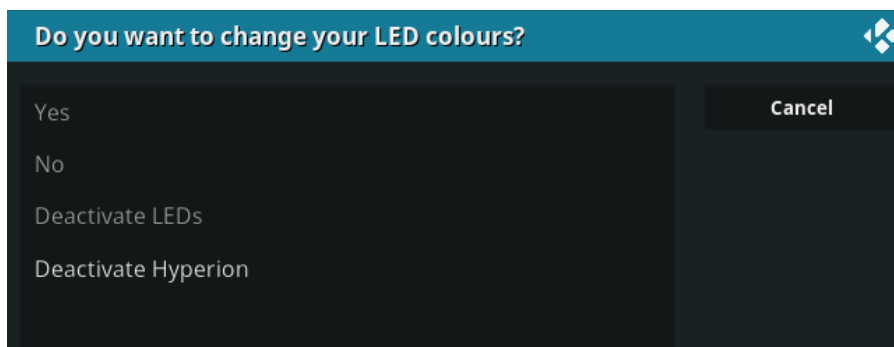 Do you want to change your LED colours?
Yes
Cancel
No
Deactivate LEDs
Deactivate Hyperion